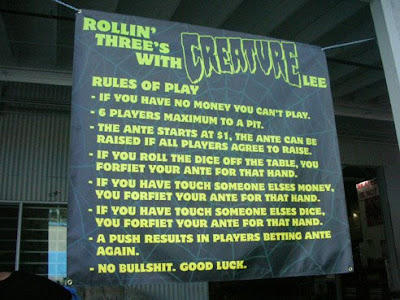 ROLLIN'
THREE'S
WITH CREATURE LEE
RULES OF PLAY
- IF YOU HAVE NO MONEY YOU CAN'T PLAY.
- 6 PLAYERS MAXIMUM TO A PIT.
- THE ANTE STARTS AT $1, THE ANTE CAN BE
RAISED IF ALL PLAYERS AGREE TO RAISE.
- IF YOU ROLL THE DICE OFF THE TABLE, YOU
FORFIET YOUR ANTE FOR THAT HAND.
- IF YOU HAVE TOUCH SOMEONE ELSES MONEY,
YOU FORFIET YOUR ANTE FOR THAT HAND.
- IF YOU HAVE TOUCH SOMEONE ELSES DICE,
YOU FORFIET YOUR ANTE FOR THAT HAND.
- A PUSH RESULTS IN PLAYERS BETTING ANTE
AGAIN.
- NO BULLSHIT. GOOD LUCK.